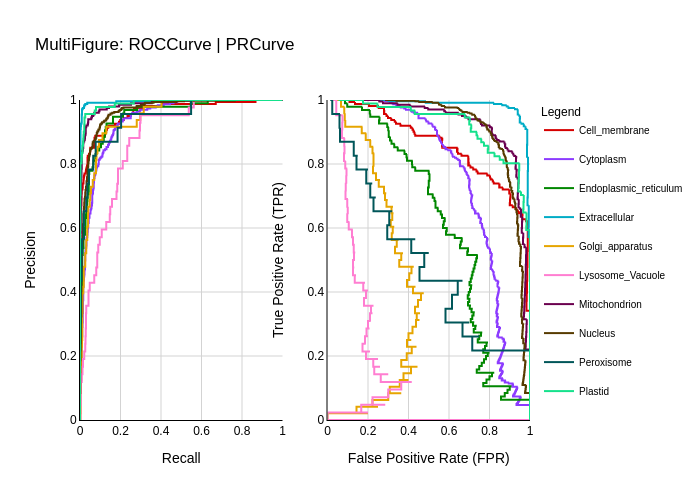 MultiFigure: ROCCurve | PRCurve
Precision
1
0.8
0.6
0.4
0.2
0
0 0.2 0.4 0.6 0.8 1
Recall
True Positive Rate (TPR)
1
0.8
0.6
0.4
0.2
0
0 0.2 0.4 0.6 0.8 1
False Positive Rate (FPR)
Legend
Cell_membrane
Cytoplasm
Endoplasmic_reticulum
Extracellular
Golgi_apparatus
Lysosome_Vacuole
Mitochondrion
Nucleus
Peroxisome
Plastid